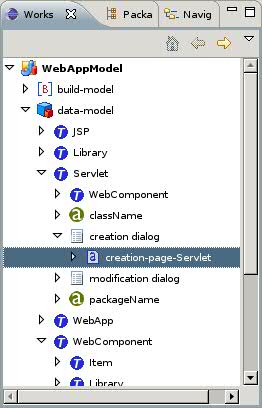 Works Packa Navig
WebAppModel
[B] build-model
data-model
T JSP
T Library
T Servlet
T WebComponent
a className
creation dialog
a creation-page-Servlet
modification dialog
a packageName
T WebApp
T WebComponent
T Item
T Library